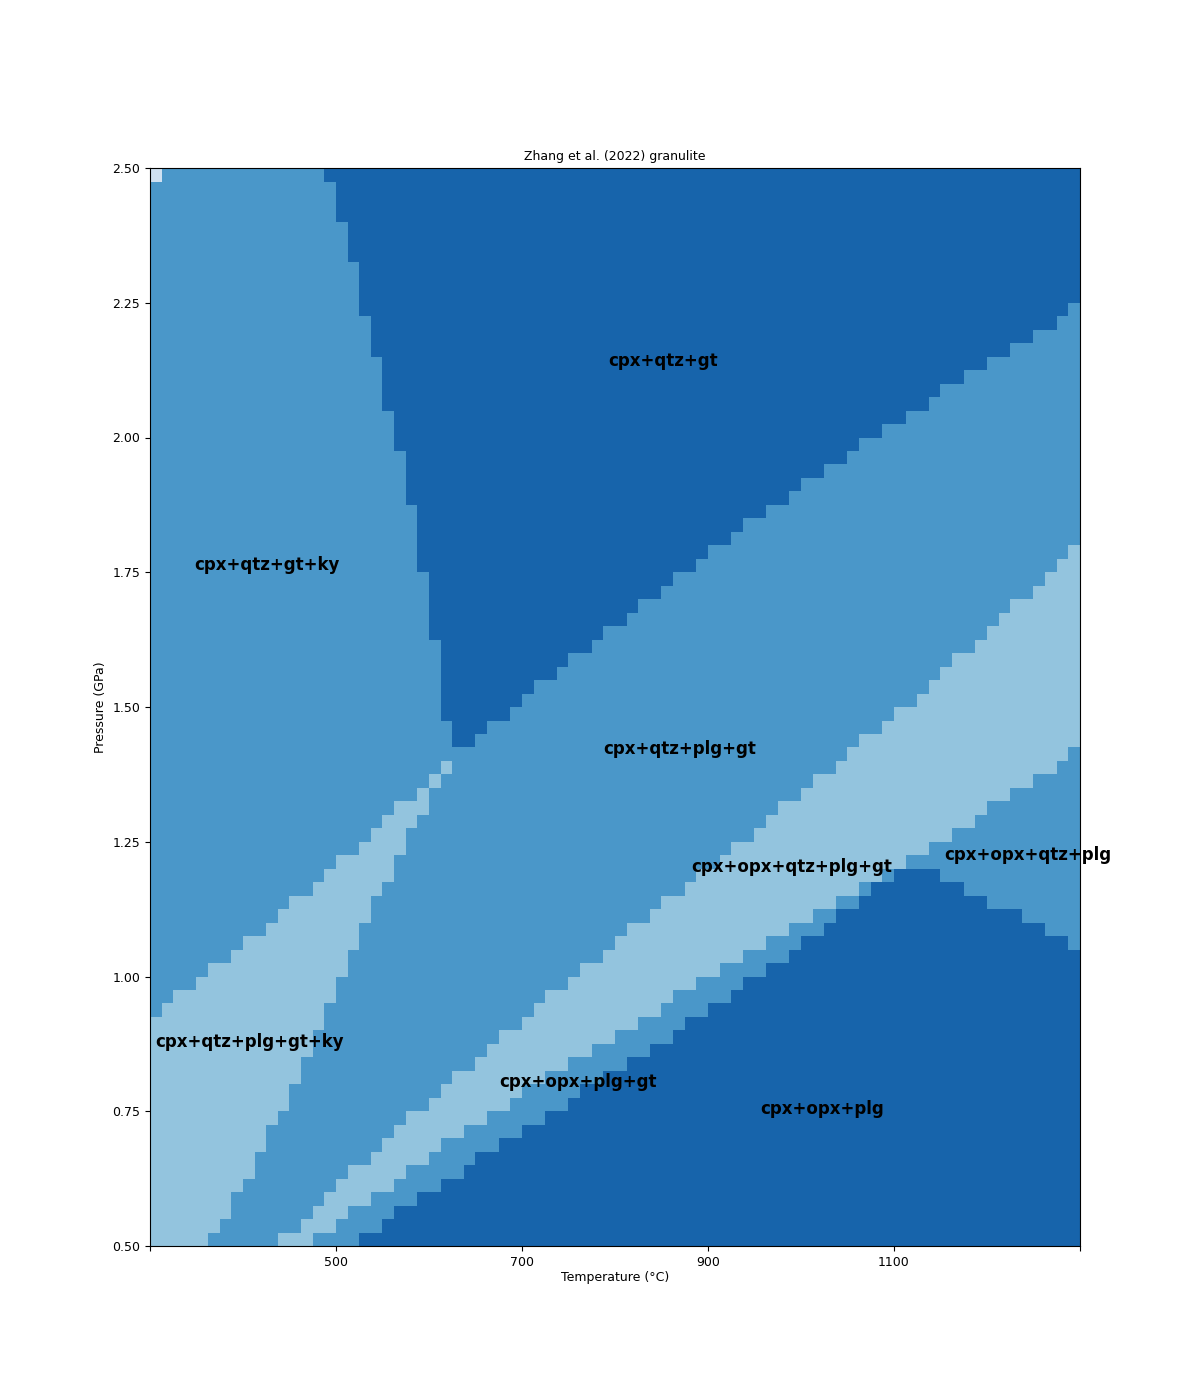 Zhang et al. (2022) granulite
2.50
2.25
cpx+qtz+gt
2.00
1.75
cpx+qtz+gt+ky
Pressure (GPa)
1.50
cpx+qtz+plg+gt
1.25
cpx+opx+qtz+plg
cpx+opx+qtz+plg+gt
1.00
cpx+qtz+plg+gt+ky
cpx+opx+plg+gt
0.75
cpx+opx+plg
0.50
500 700 900 1100
Temperature (°C)